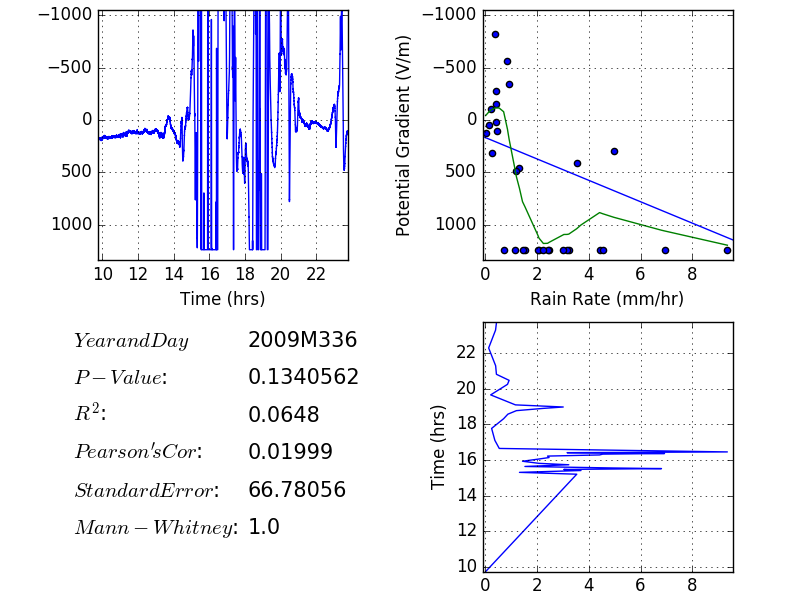 −1000
−500
0
500
1000
10 12 14 16 18 20 22
Time (hrs)
−1000
−500
0
500
1000
Potential Gradient (V/m)
0 2 4 6 8
Rain Rate (mm/hr)
YearandDay 2009M336
P−Value: 0.1340562
R²: 0.0648
Pearson'sCor: 0.01999
StandardError: 66.78056
Mann−Whitney: 1.0
22
20
18
16
14
12
10
Time (hrs)
0 2 4 6 8